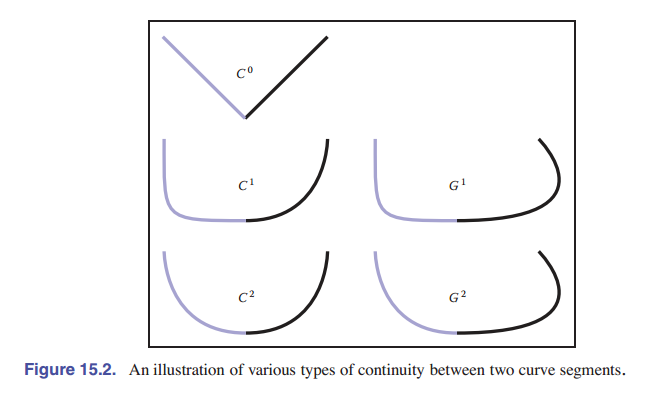 C⁰
C¹ G¹
C² G²
Figure 15.2. An illustration of various types of continuity between two curve segments.